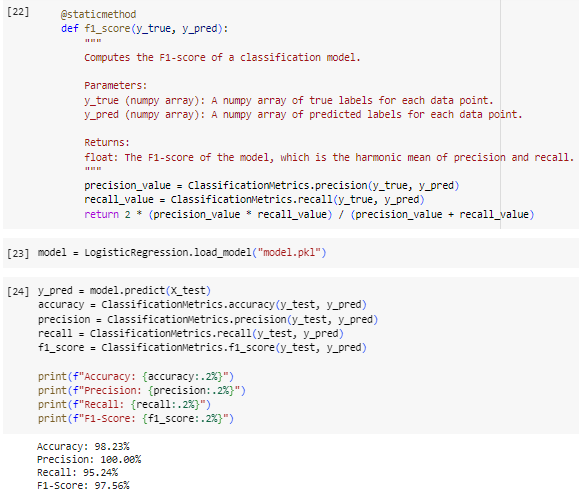 [22] @staticmethod
def f1_score(y_true, y_pred):
"""
Computes the F1-score of a classification model.
Parameters:
y_true (numpy array): A numpy array of true labels for each data point.
y_pred (numpy array): A numpy array of predicted labels for each data point.
Returns:
float: The F1-score of the model, which is the harmonic mean of precision and recall.
"""
precision_value = ClassificationMetrics.precision(y_true, y_pred)
recall_value = ClassificationMetrics.recall(y_true, y_pred)
return 2 * (precision_value * recall_value) / (precision_value + recall_value)
[23] model = LogisticRegression.load_model("model.pkl")
[24] y_pred = model.predict(X_test)
accuracy = ClassificationMetrics.accuracy(y_test, y_pred)
precision = ClassificationMetrics.precision(y_test, y_pred)
recall = ClassificationMetrics.recall(y_test, y_pred)
f1_score = ClassificationMetrics.f1_score(y_test, y_pred)
print(f"Accuracy: {accuracy:.2%}")
print(f"Precision: {precision:.2%}")
print(f"Recall: {recall:.2%}")
print(f"F1-Score: {f1_score:.2%}")
Accuracy: 98.23%
Precision: 100.00%
Recall: 95.24%
F1-Score: 97.56%